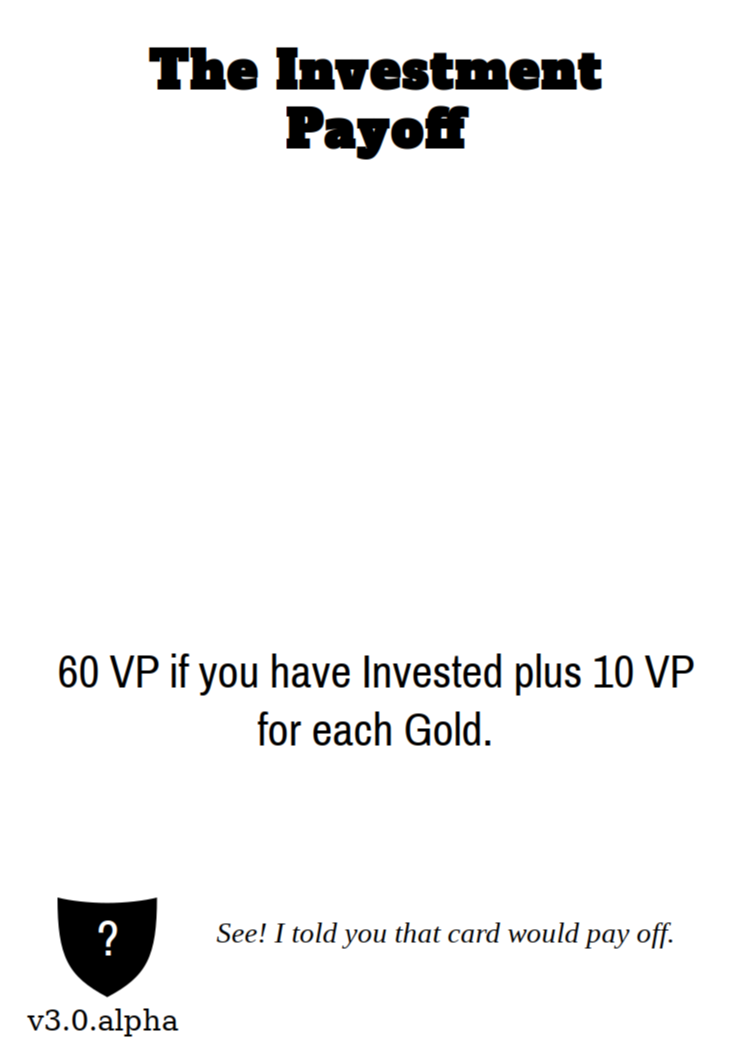 The Investment
Payoff
60 VP if you have Invested plus 10 VP
for each Gold.
?
See! I told you that card would pay off.
v3.0.alpha